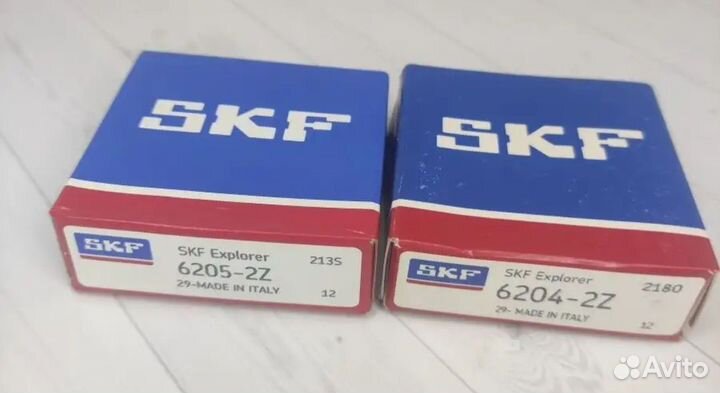 SKF
SKF
SKF
SKF Explorer 213S
6205-2Z
29-MADE IN ITALY 12
SKF
SKF Explorer 2180
6204-2Z
29- MADE IN ITALY 12
Avito